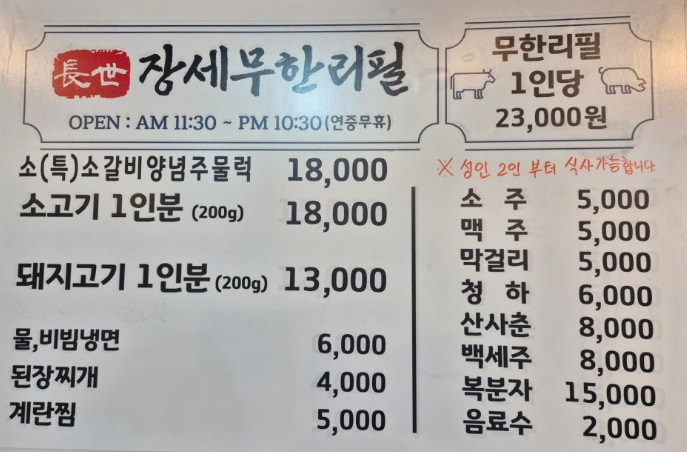 長世 장세무한리필
OPEN : AM 11:30 ~ PM 10:30 (연중무휴)
무한리필
1인당
23,000원
소(특)소갈비양념주물럭 18,000
소고기 1인분 (200g) 18,000
돼지고기 1인분 (200g) 13,000
물,비빔냉면 6,000
된장찌개 4,000
계란찜 5,000
※ 성인 2인 부터 식사가능합니다.
소 주 5,000
맥 주 5,000
막걸리 5,000
청 하 6,000
산사춘 8,000
백세주 8,000
복분자 15,000
음료수 2,000